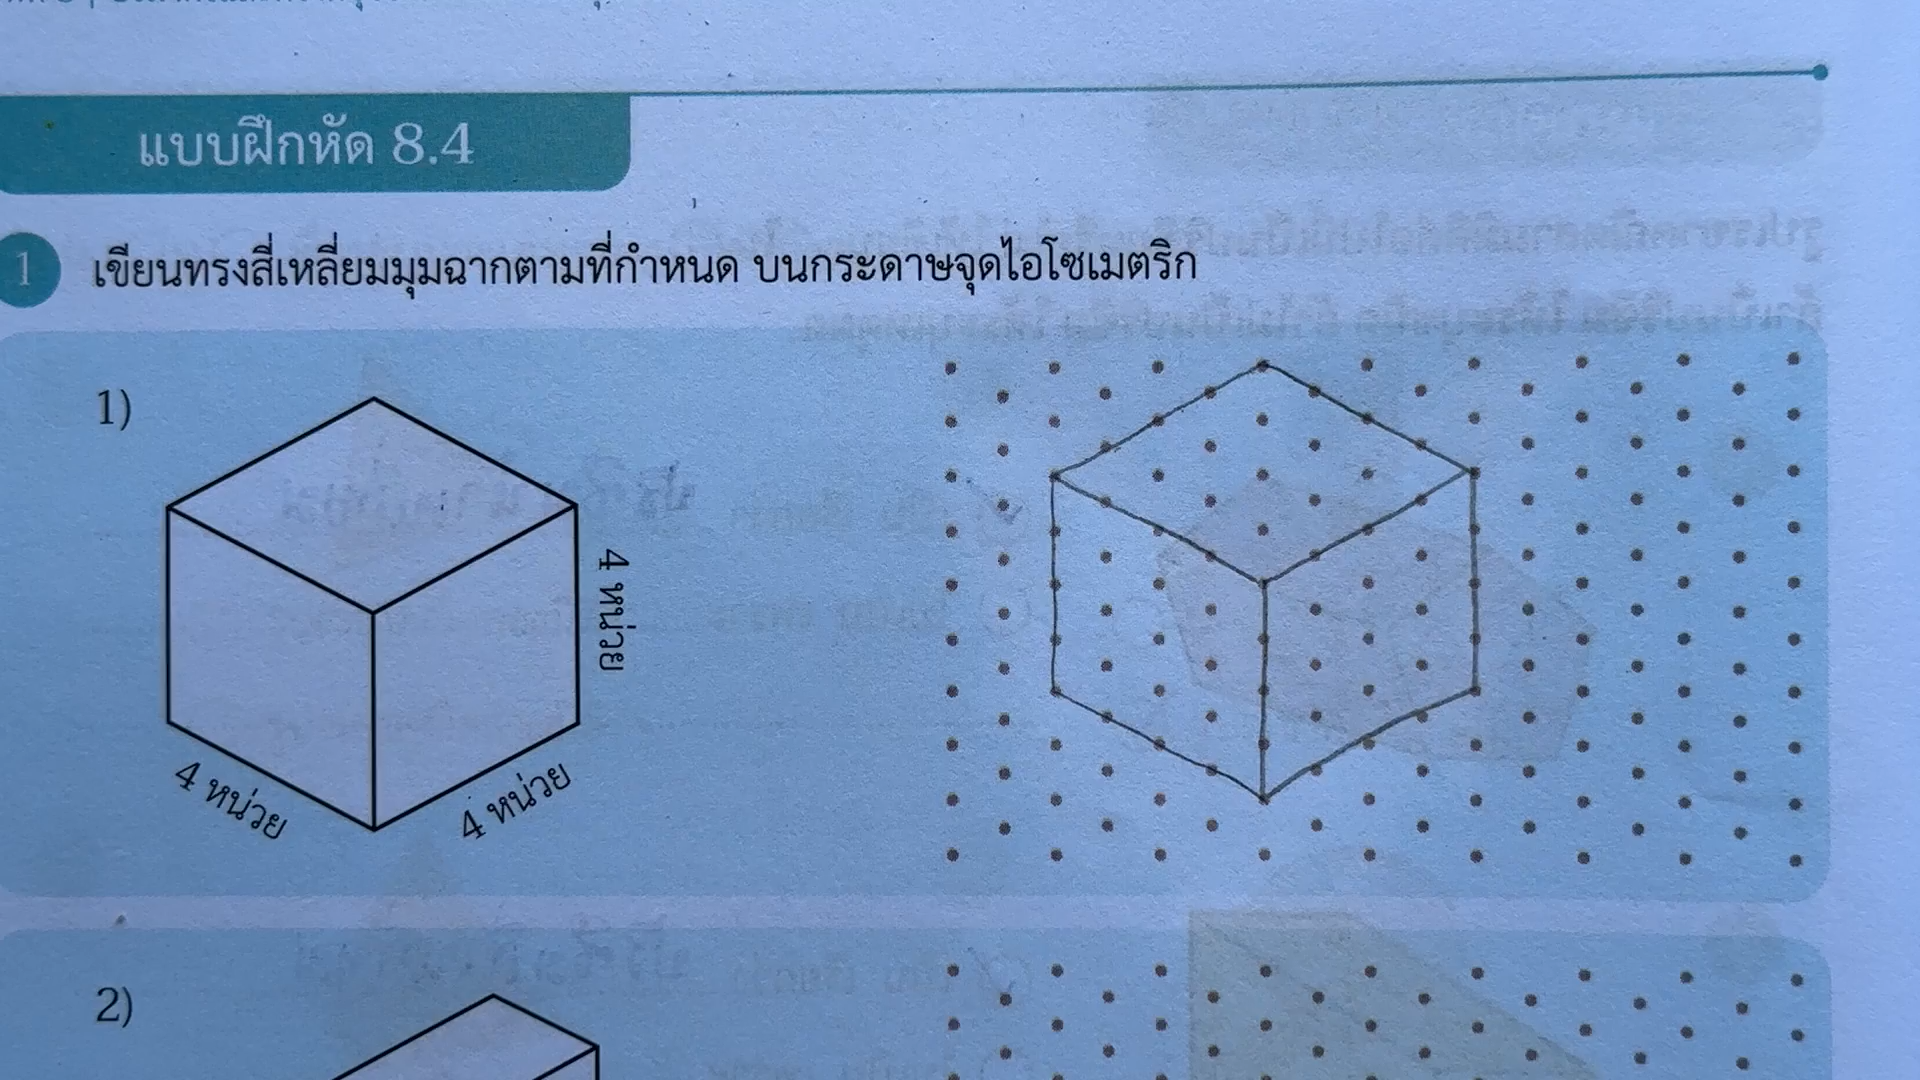 แบบฝึกหัด 8.4
1 เขียนทรงสี่เหลี่ยมมุมฉากตามที่กำหนด บนกระดาษจุดไอโซเมตริก
1)
4 หน่วย
4 หน่วย
4 หน่วย
2)